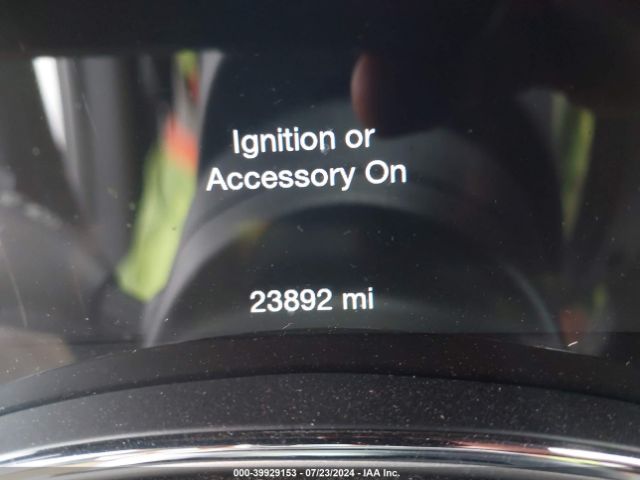 Ignition or
Accessory On
23892 mi
000-39929153 - 07/23/2024 - IAA Inc.